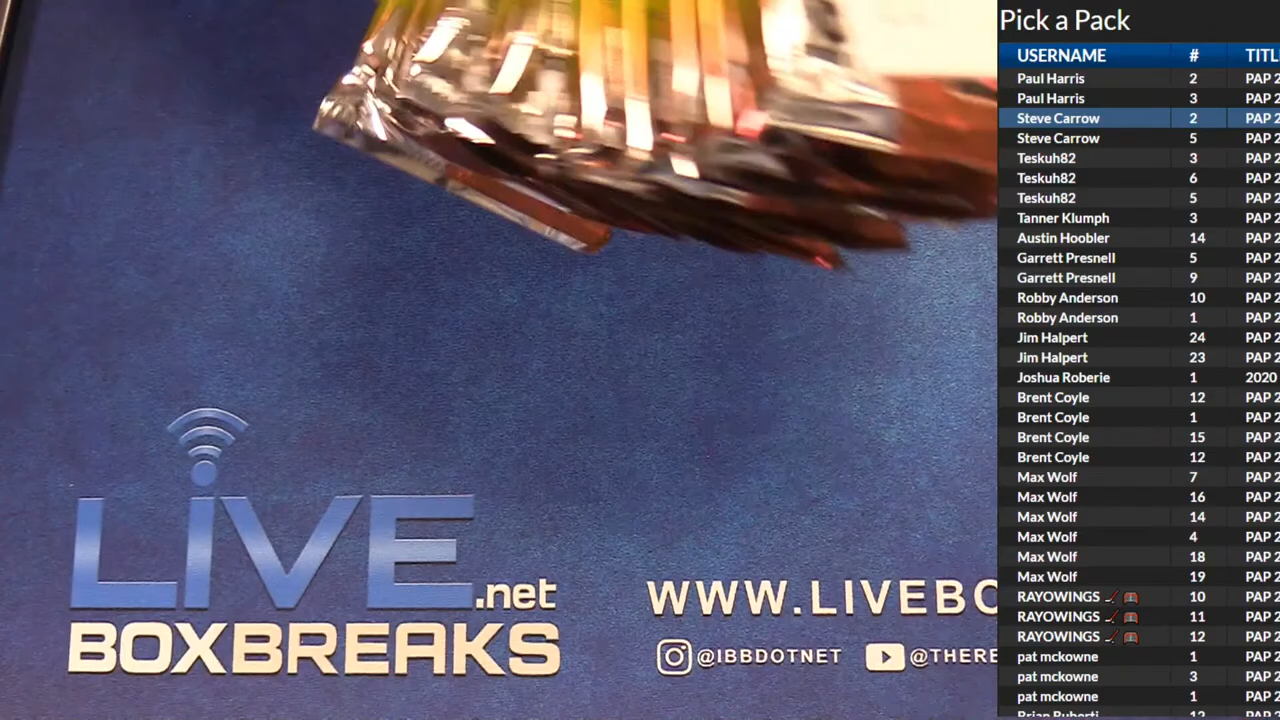 Pick a Pack
USERNAME # TITL
Paul Harris 2 PAP 2
Paul Harris 3 PAP 2
Steve Carrow 2 PAP 2
Steve Carrow 5 PAP 2
Teskuh82 3 PAP 2
Teskuh82 6 PAP 2
Teskuh82 5 PAP 2
Tanner Klumph 3 PAP 2
Austin Hoobler 14 PAP 2
Garrett Presnell 5 PAP 2
Garrett Presnell 9 PAP 2
Robby Anderson 10 PAP 2
Robby Anderson 1 PAP 2
Jim Halpert 24 PAP 2
Jim Halpert 23 PAP 2
Joshua Roberie 1 2020
Brent Coyle 12 PAP 2
Brent Coyle 1 PAP 2
Brent Coyle 15 PAP 2
Brent Coyle 12 PAP 2
Max Wolf 7 PAP 2
Max Wolf 16 PAP 2
Max Wolf 14 PAP 2
Max Wolf 4 PAP 2
Max Wolf 18 PAP 2
Max Wolf 19 PAP 2
RAYOWINGS 10 PAP 2
RAYOWINGS 11 PAP 2
RAYOWINGS 12 PAP 2
pat mckowne 1 PAP 2
pat mckowne 3 PAP 2
pat mckowne 1 PAP 2
Brian Ruberti 12 PAP 2
LIVE.net
BOXBREAKS
WWW.LIVEBO
@IBBDOTNET @THERE